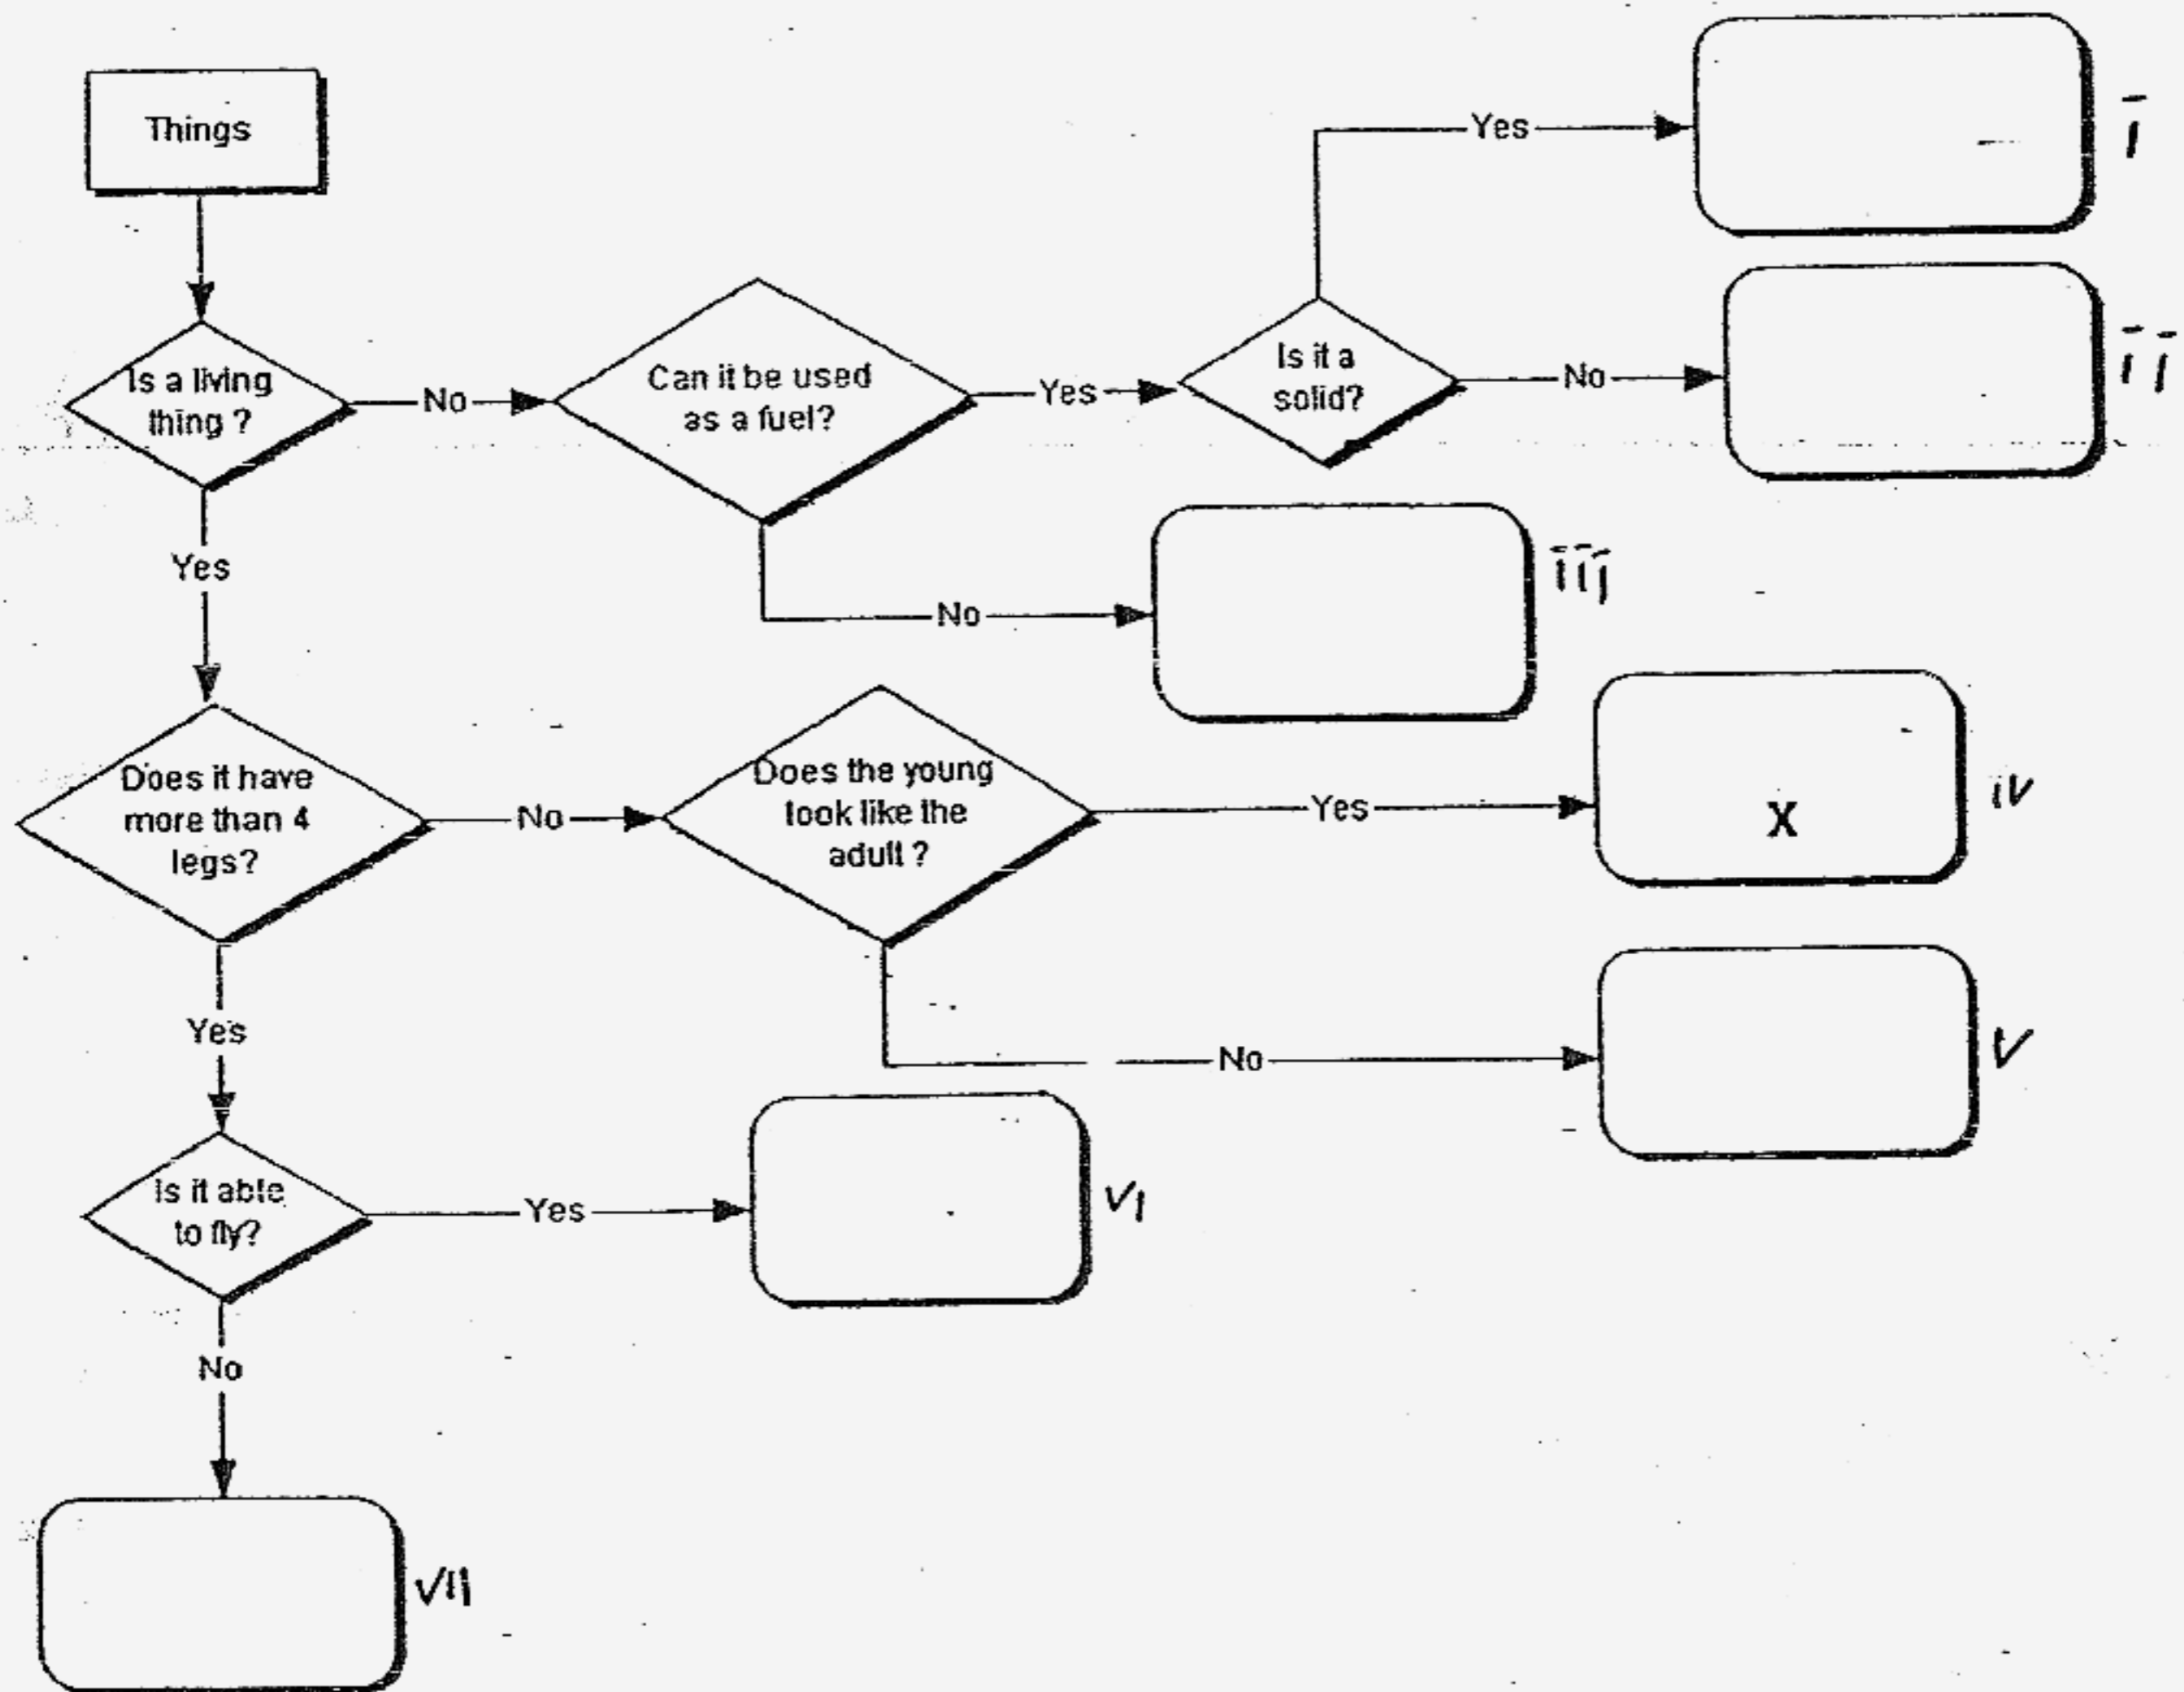 Things
Yes
i
Is a living
thing ?
No
Can it be used
as a fuel?
Yes
Is it a
solid?
No
ii
Yes
No
iii
Does it have
more than 4
legs?
No
Does the young
look like the
adult ?
Yes
X
iv
Yes
No
v
Is it able
to fly?
Yes
vi
No
vii